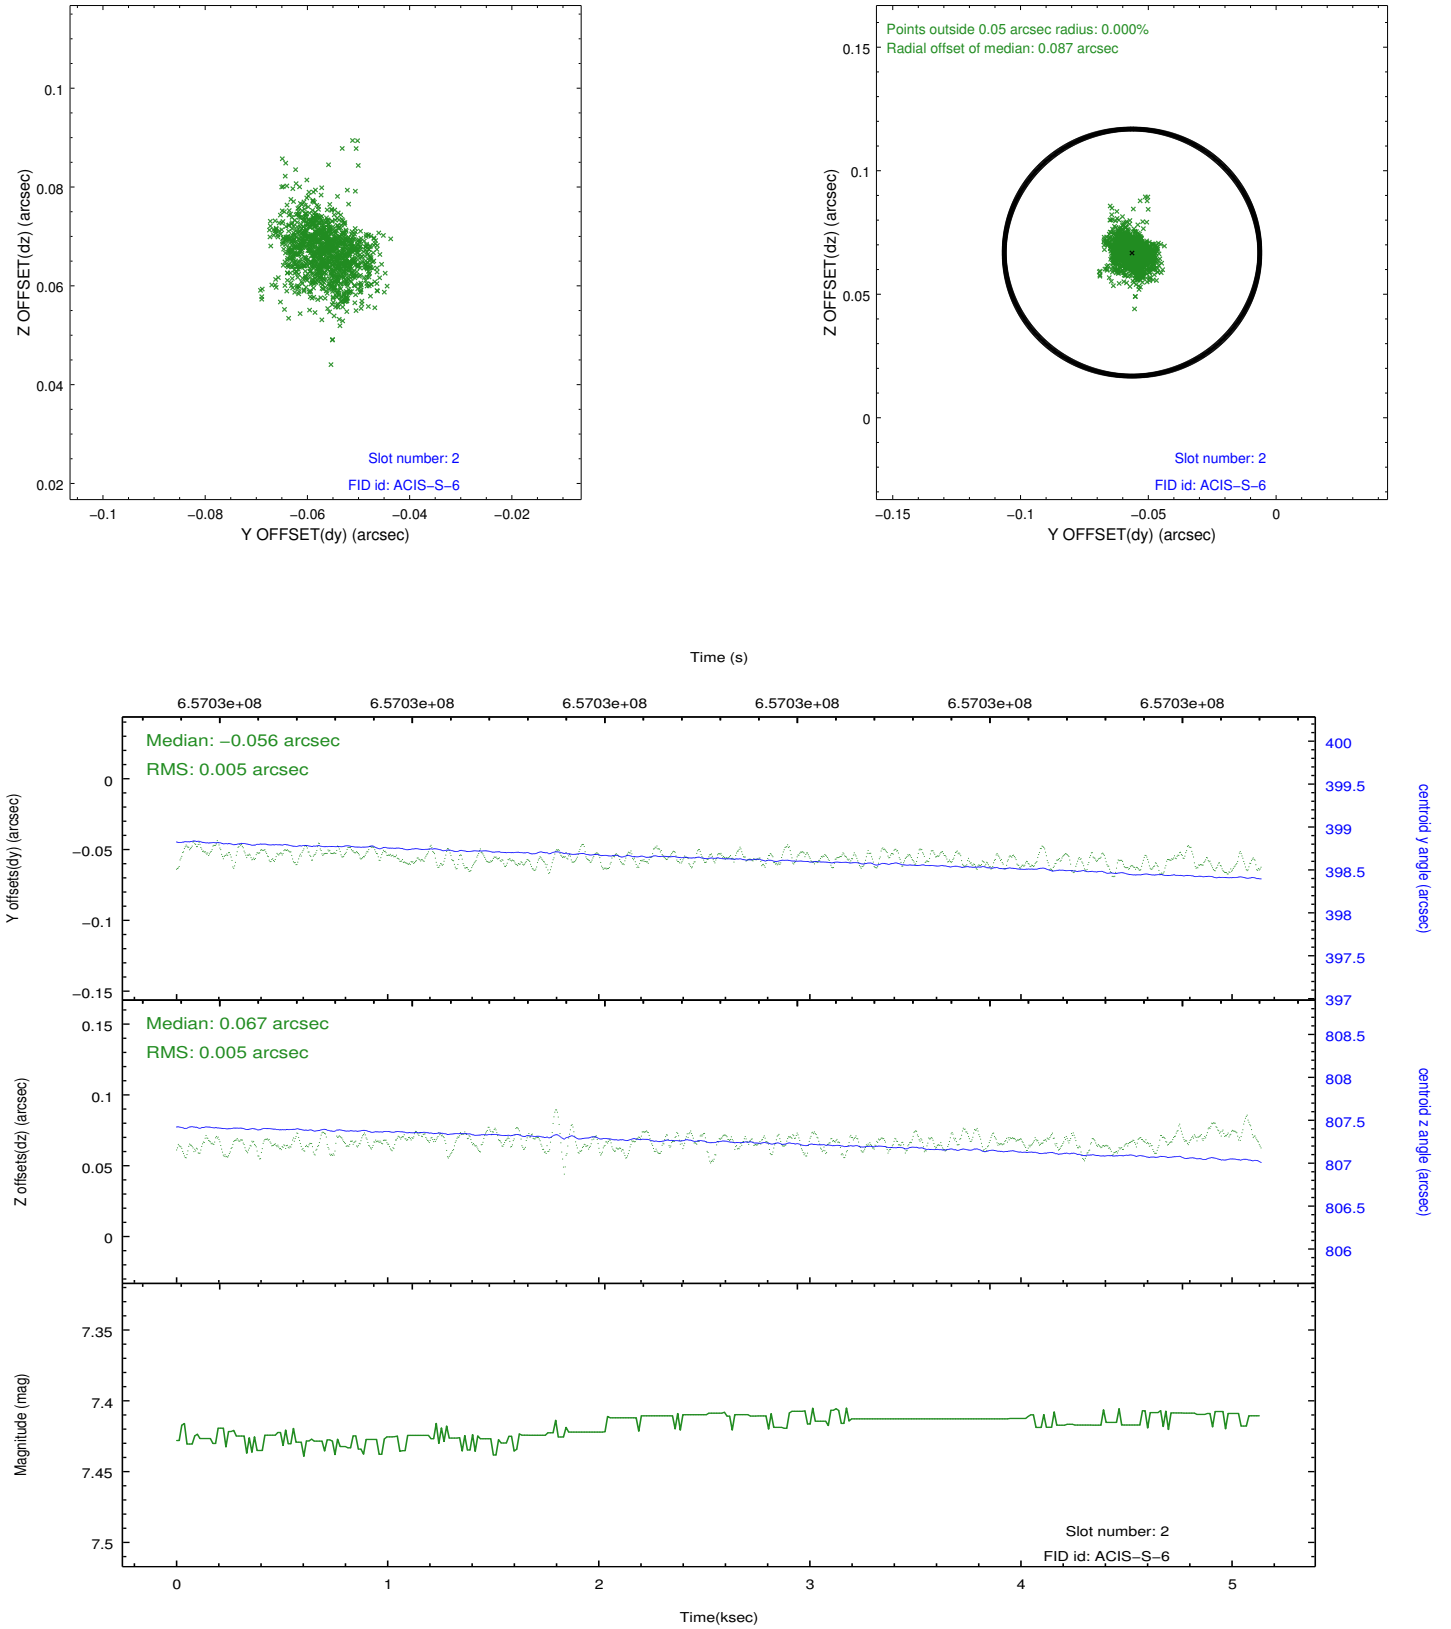 0.1
0.08
0.06
0.04
0.02
Z OFFSET(dz) (arcsec)
Slot number: 2
FID id: ACIS−S−6
−0.1 −0.08 −0.06 −0.04 −0.02
Y OFFSET(dy) (arcsec)
Points outside 0.05 arcsec radius: 0.000%
Radial offset of median: 0.087 arcsec
0.15
0.1
0.05
0
Z OFFSET(dz) (arcsec)
Slot number: 2
FID id: ACIS−S−6
−0.15 −0.1 −0.05 0
Y OFFSET(dy) (arcsec)
Time (s)
6.5703e+08 6.5703e+08 6.5703e+08 6.5703e+08 6.5703e+08 6.5703e+08
Median: −0.056 arcsec
RMS: 0.005 arcsec
0
−0.05
−0.1
−0.15
Y offsets(dy) (arcsec)
400
399.5
399
398.5
398
397.5
397
centroid y angle (arcsec)
Median: 0.067 arcsec
RMS: 0.005 arcsec
0.15
0.1
0.05
0
Z offsets(dz) (arcsec)
808.5
808
807.5
807
806.5
806
centroid z angle (arcsec)
7.35
7.4
7.45
7.5
Magnitude (mag)
Slot number: 2
FID id: ACIS−S−6
0 1 2 3 4 5
Time(ksec)